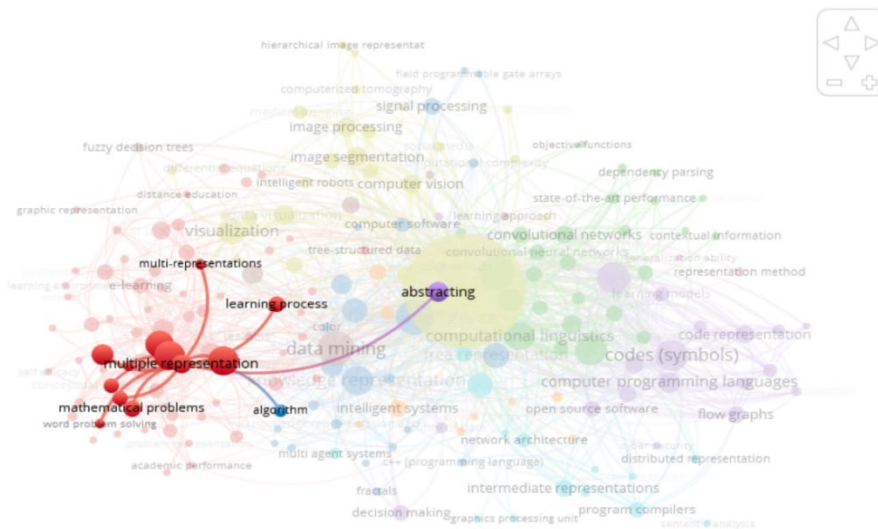 hierarchical image representat
field programmable gate arrays
computerized tomography
signal processing
image processing
fuzzy decision trees
objective functions
image segmentation
dependency parsing
intelligent robots
computer vision
distance education
state-of-the-art performance
graphic representation
learning approach
computer software
visualization
convolutional networks
contextual information
tree-structured data
convolutional neural networks
multi-representations
representation method
e-learning
abstracting
learning models
learning process
color
computational linguistics
code representation
data mining
codes (symbols)
tree representation
multiple representation
knowledge representation
computer programming languages
mathematical problems
algorithm
intelligent systems
open source software
flow graphs
word problem solving
network architecture
multi agent systems
c++ (programming language)
distributed representation
academic performance
fractals
intermediate representations
decision making
graphics processing unit
program compilers
semantic analysis